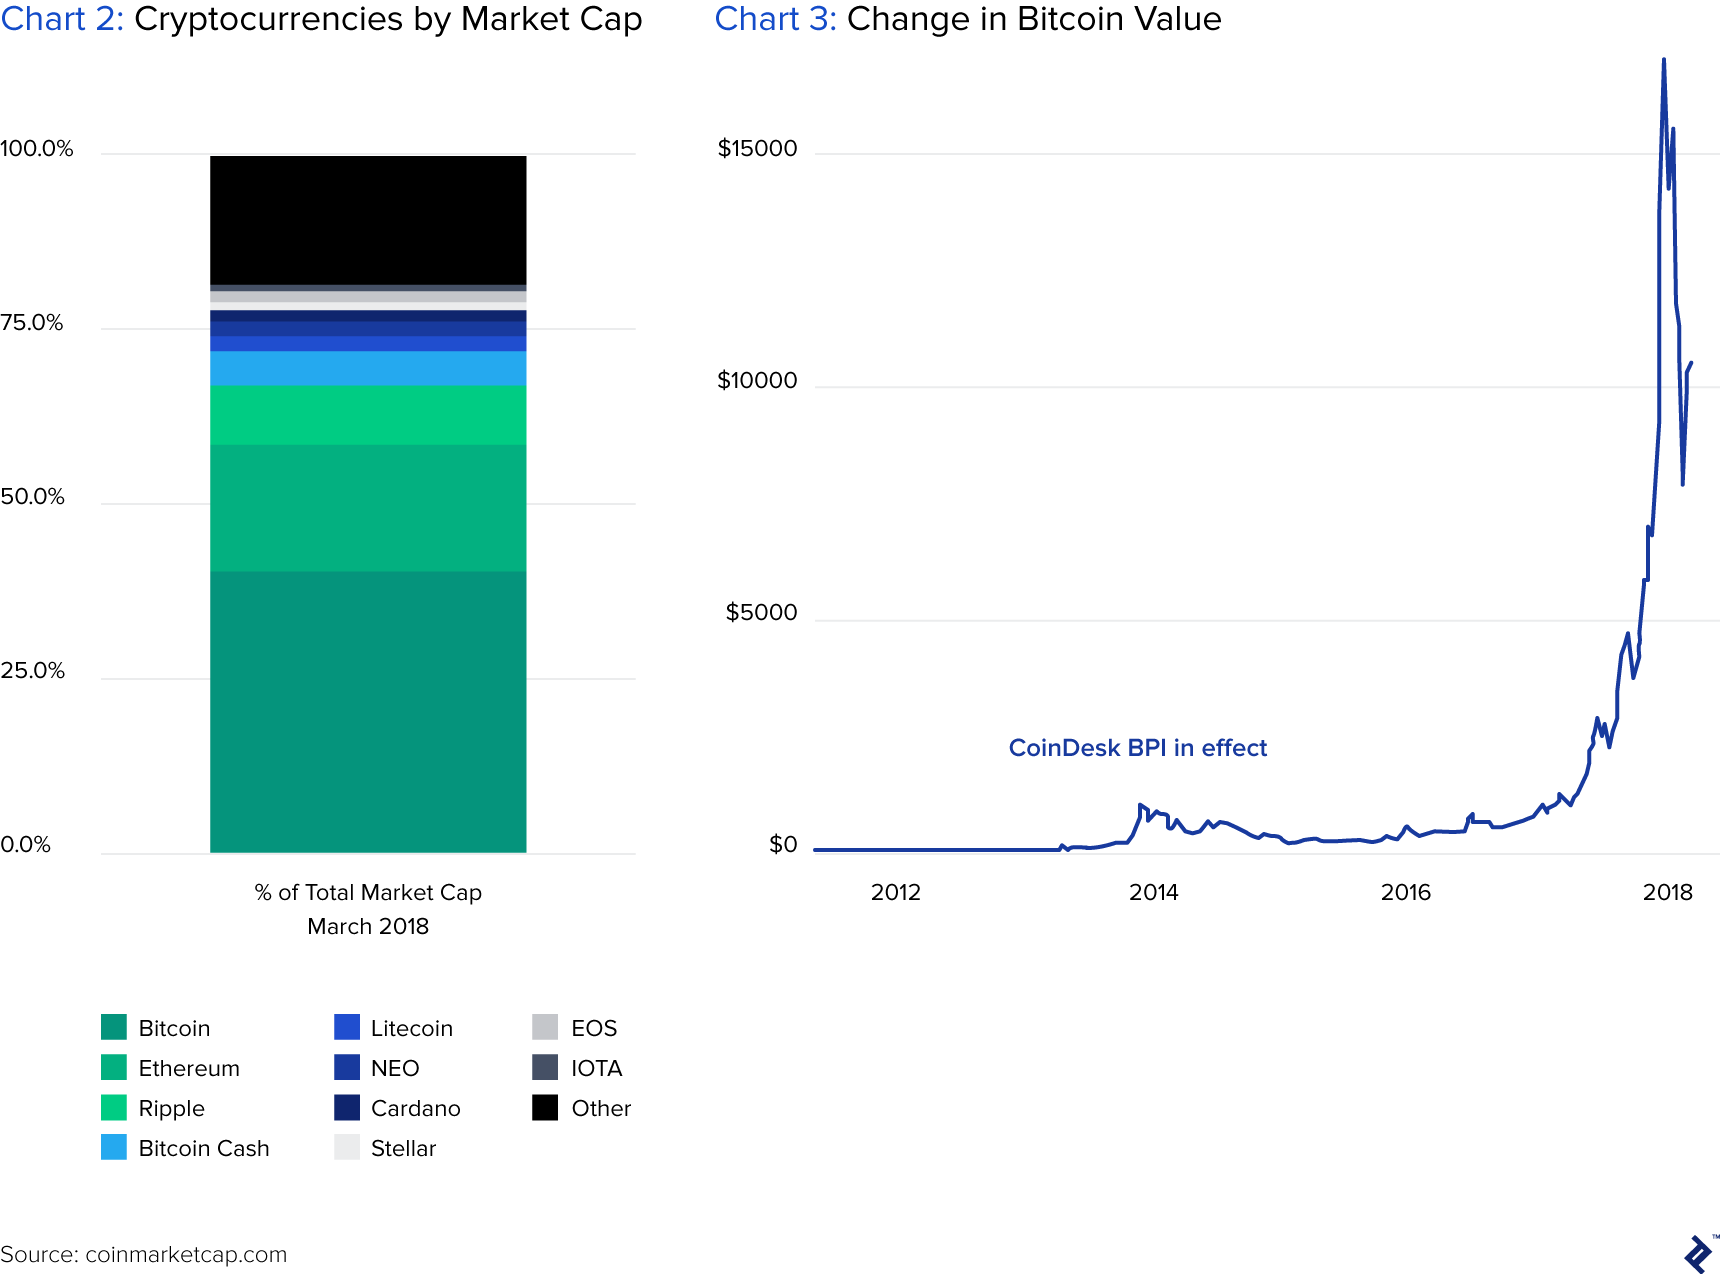 Chart 2: Cryptocurrencies by Market Cap
100.0%
75.0%
50.0%
25.0%
0.0%
% of Total Market Cap
March 2018
Bitcoin
Ethereum
Ripple
Bitcoin Cash
Litecoin
NEO
Cardano
Stellar
EOS
IOTA
Other
Chart 3: Change in Bitcoin Value
$15000
$10000
$5000
$0
CoinDesk BPI in effect
2012 2014 2016 2018
Source: coinmarketcap.com
TM